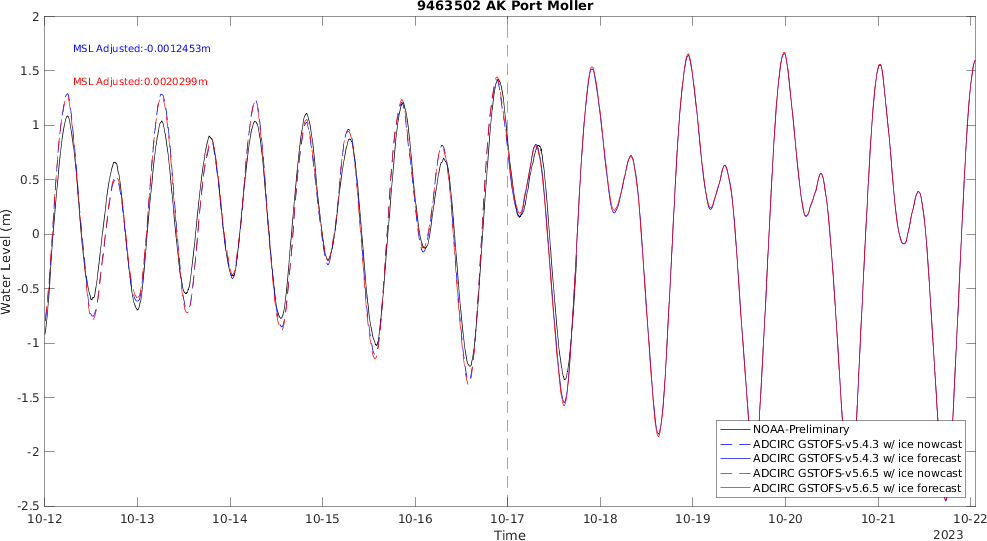 9463502 AK Port Moller
MSL Adjusted:-0.0012453m
MSL Adjusted:0.0020299m
Water Level (m)
2
1.5
1
0.5
0
-0.5
-1
-1.5
-2
-2.5
NOAA-Preliminary
ADCIRC GSTOFS-v5.4.3 w/ ice nowcast
ADCIRC GSTOFS-v5.4.3 w/ ice forecast
ADCIRC GSTOFS-v5.6.5 w/ ice nowcast
ADCIRC GSTOFS-v5.6.5 w/ ice forecast
10-12 10-13 10-14 10-15 10-16 10-17 10-18 10-19 10-20 10-21 10-22
Time
2023